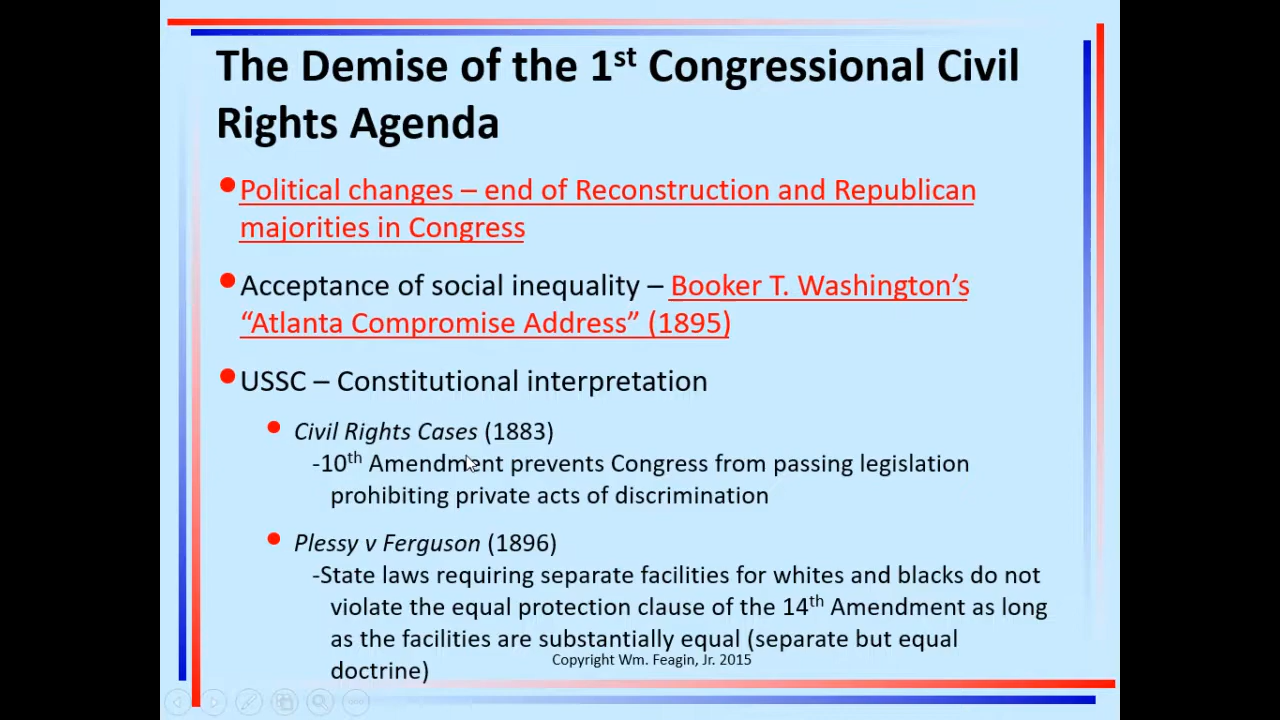 The Demise of the 1st Congressional Civil
Rights Agenda
Political changes – end of Reconstruction and Republican
majorities in Congress
Acceptance of social inequality – Booker T. Washington’s
“Atlanta Compromise Address” (1895)
USSC – Constitutional interpretation
Civil Rights Cases (1883)
-10th Amendment prevents Congress from passing legislation
prohibiting private acts of discrimination
Plessy v Ferguson (1896)
-State laws requiring separate facilities for whites and blacks do not
violate the equal protection clause of the 14th Amendment as long
as the facilities are substantially equal (separate but equal
doctrine)
Copyright Wm. Feagin, Jr. 2015